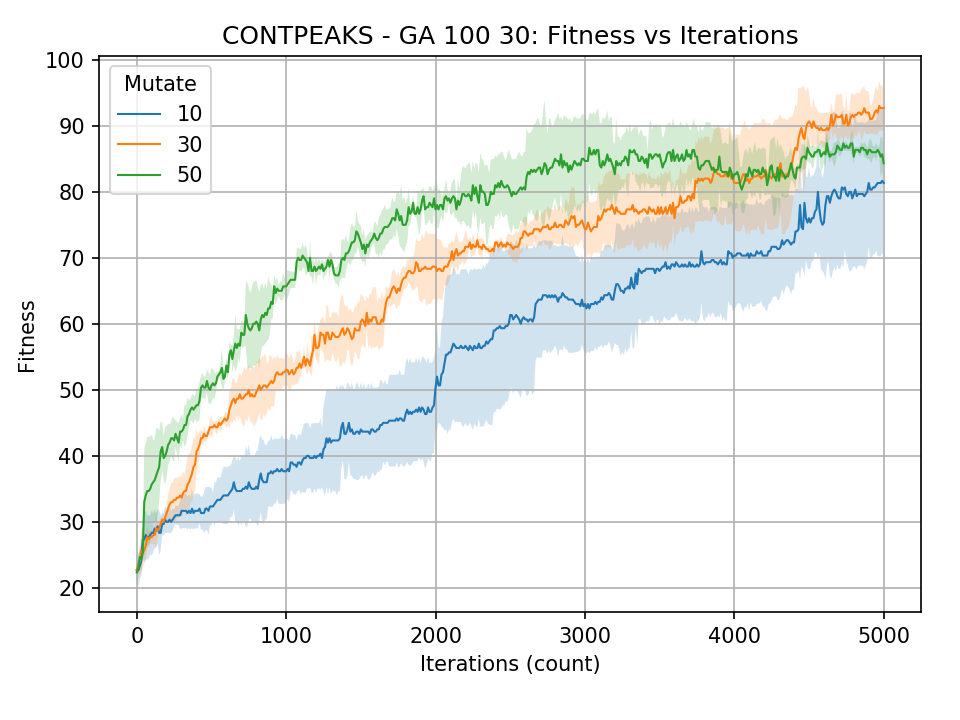 CONTPEAKS - GA 100 30: Fitness vs Iterations
Mutate
10
30
50
100
90
80
70
60
50
40
30
20
Fitness
0 1000 2000 3000 4000 5000
Iterations (count)